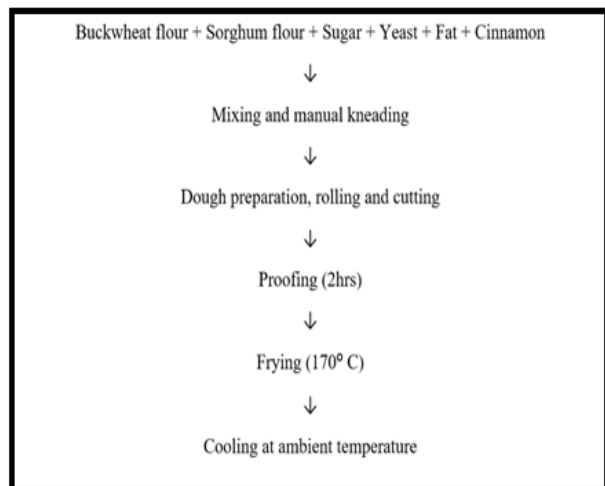 Buckwheat flour + Sorghum flour + Sugar + Yeast + Fat + Cinnamon
↓
Mixing and manual kneading
↓
Dough preparation, rolling and cutting
↓
Proofing (2hrs)
↓
Frying (170⁰ C)
↓
Cooling at ambient temperature